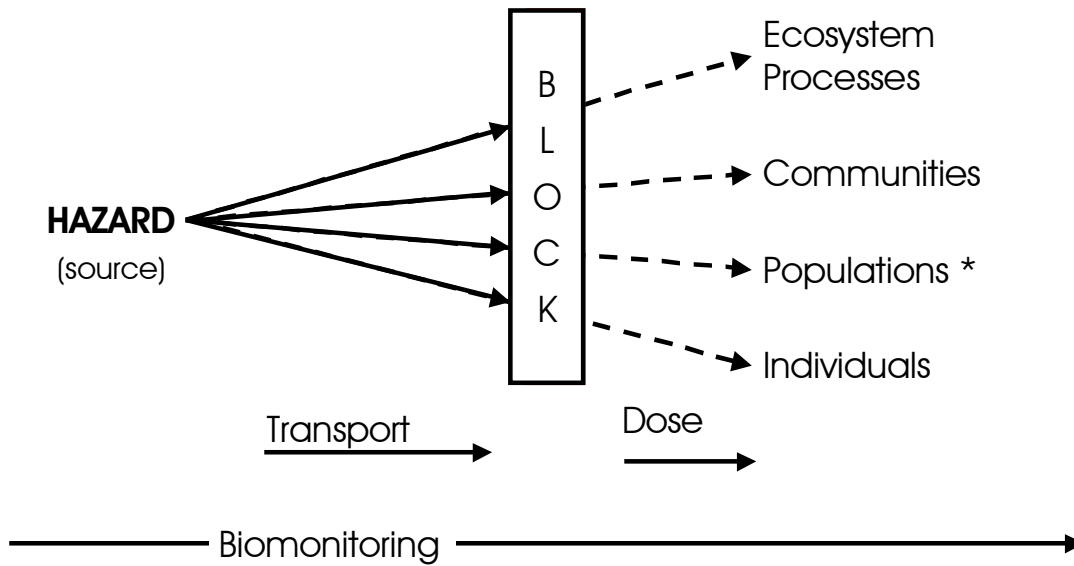 Ecosystem
Processes
B
L
O
C
K
Communities
HAZARD
(source)
Populations *
Individuals
Transport
Dose
Biomonitoring